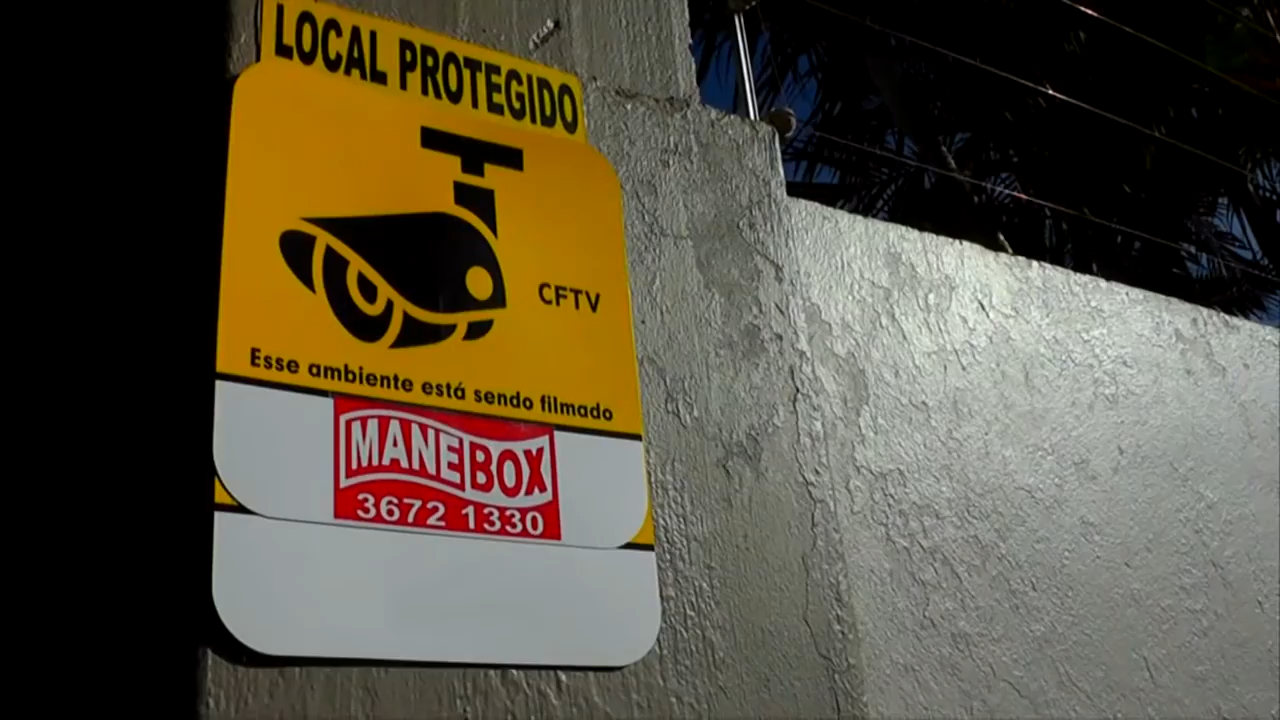 LOCAL PROTEGIDO
CFTV
Esse ambiente está sendo filmado
MANEBOX
3672 1330